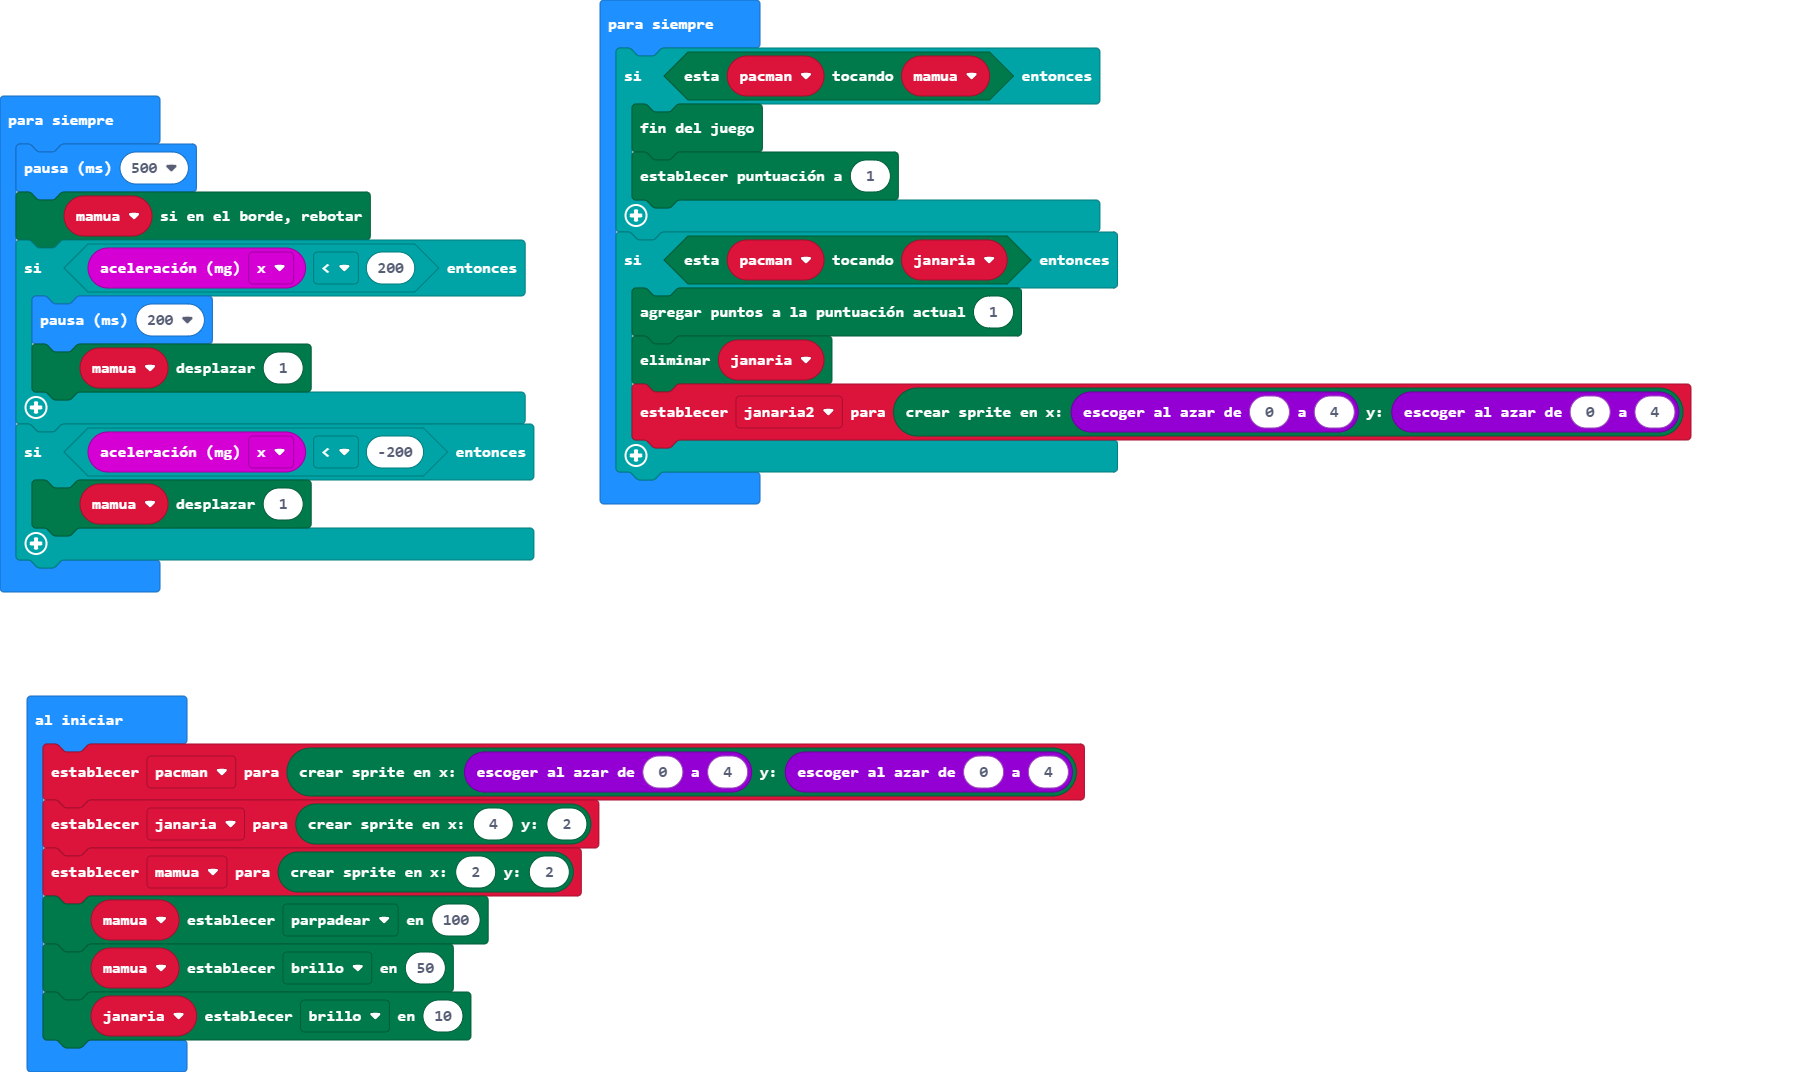 para siempre
pausa (ms) 500
mamua si en el borde, rebotar
si aceleración (mg) x < 200 entonces
pausa (ms) 200
mamua desplazar 1
si aceleración (mg) x < -200 entonces
mamua desplazar 1
para siempre
si esta pacman tocando mamua entonces
fin del juego
establecer puntuación a 1
si esta pacman tocando janaria entonces
agregar puntos a la puntuación actual 1
eliminar janaria
establecer janaria2 para crear sprite en x: escoger al azar de 0 a 4 y: escoger al azar de 0 a 4
al iniciar
establecer pacman para crear sprite en x: escoger al azar de 0 a 4 y: escoger al azar de 0 a 4
establecer janaria para crear sprite en x: 4 y: 2
establecer mamua para crear sprite en x: 2 y: 2
mamua establecer parpadear en 100
mamua establecer brillo en 50
janaria establecer brillo en 10